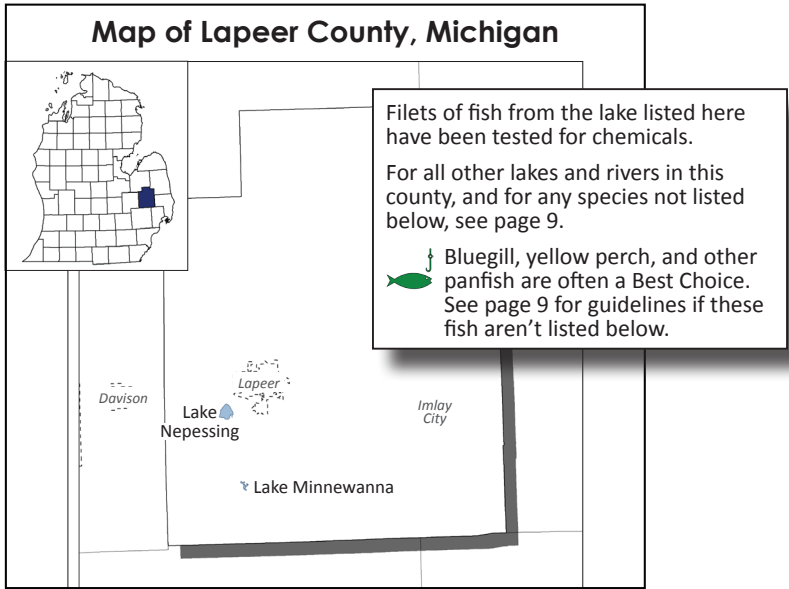 Map of Lapeer County, Michigan
Filets of fish from the lake listed here
have been tested for chemicals.
For all other lakes and rivers in this
county, and for any species not listed
below, see page 9.
Bluegill, yellow perch, and other
panfish are often a Best Choice.
See page 9 for guidelines if these
fish aren’t listed below.
Davison
Lapeer
Imlay
City
Lake
Nepessing
Lake Minnewanna